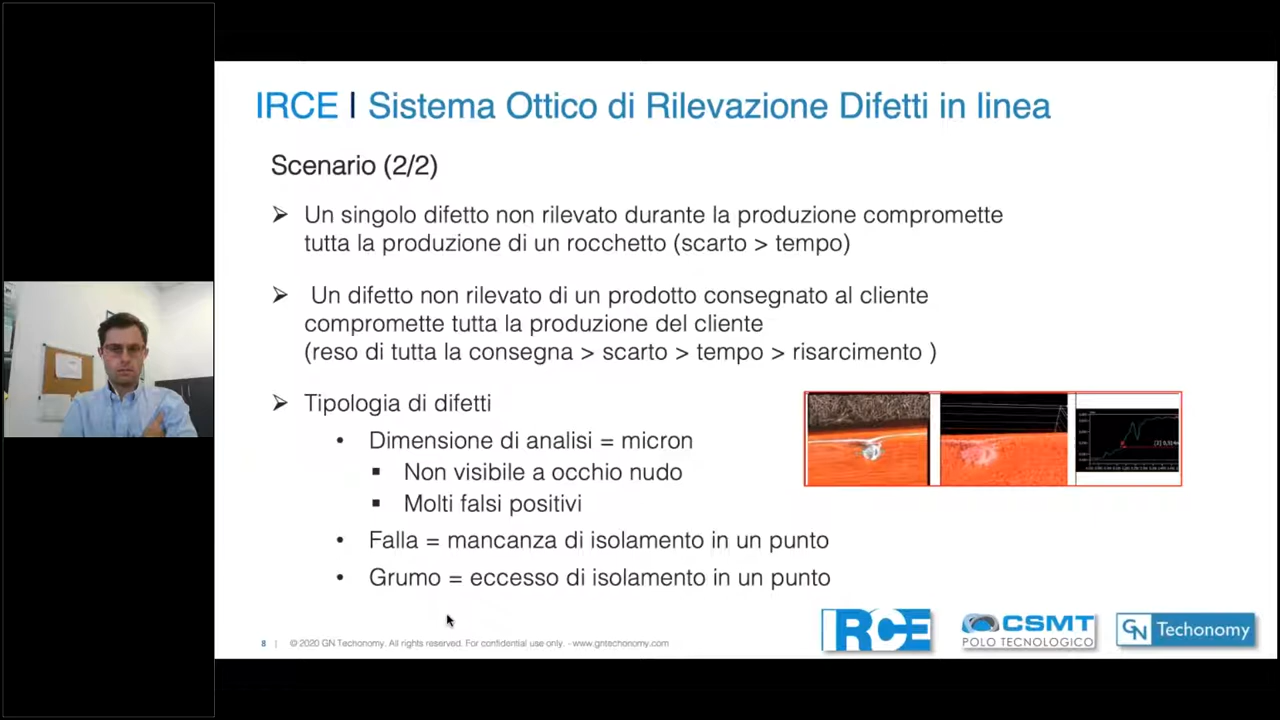 IRCE | Sistema Ottico di Rilevazione Difetti in linea
Scenario (2/2)
➢ Un singolo difetto non rilevato durante la produzione compromette
tutta la produzione di un rocchetto (scarto > tempo)
➢ Un difetto non rilevato di un prodotto consegnato al cliente
compromette tutta la produzione del cliente
(reso di tutta la consegna > scarto > tempo > risarcimento )
➢ Tipologia di difetti
• Dimensione di analisi = micron
▪ Non visibile a occhio nudo
▪ Molti falsi positivi
• Falla = mancanza di isolamento in un punto
• Grumo = eccesso di isolamento in un punto
8 | © 2020 GN Techonomy. All rights reserved. For confidential use only. - www.gntechonomy.com
IRCE
CSMT
POLO TECNOLOGICO
GN Techonomy